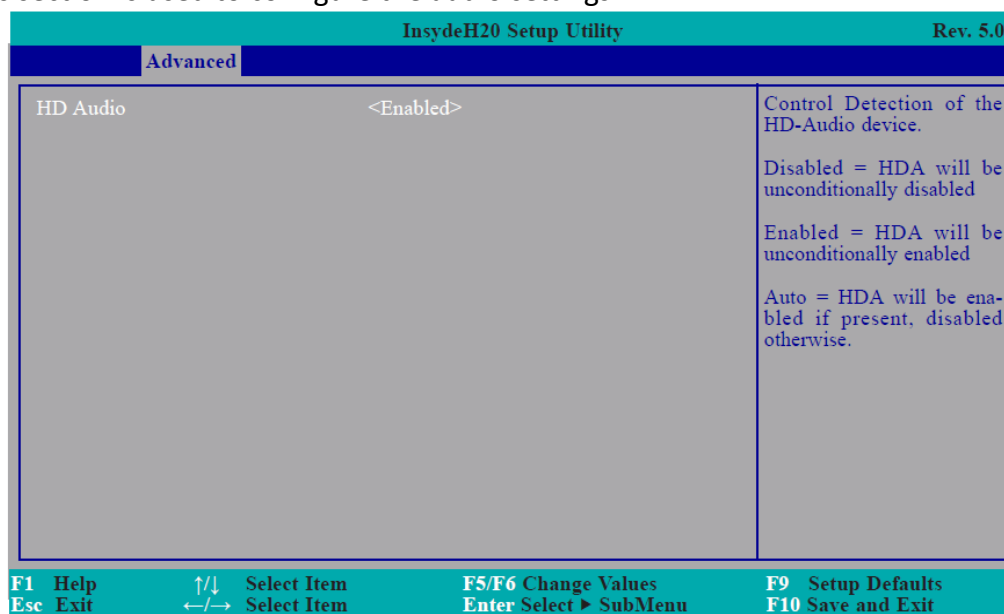 InsydeH20 Setup Utility Rev. 5.0
Advanced
HD Audio <Enabled>
Control Detection of the
HD-Audio device.
Disabled = HDA will be
unconditionally disabled
Enabled = HDA will be
unconditionally enabled
Auto = HDA will be ena-
bled if present, disabled
otherwise.
F1 Help ↑/↓ Select Item F5/F6 Change Values F9 Setup Defaults
Esc Exit ←/→ Select Item Enter Select ▶ SubMenu F10 Save and Exit